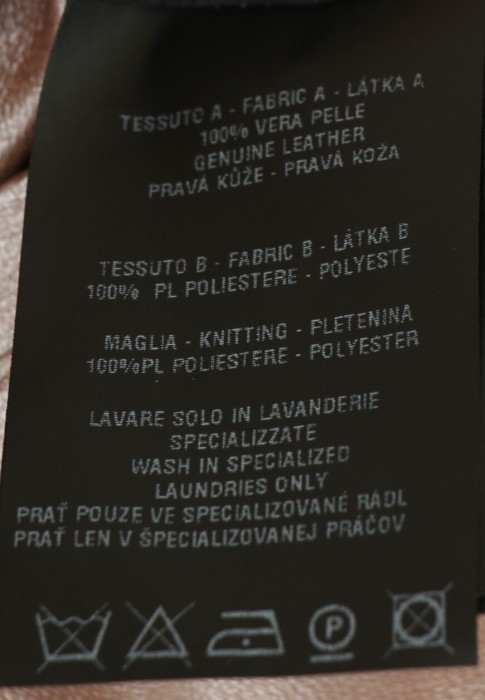 TESSUTO A - FABRIC A - LÁTKA A
100% VERA PELLE
GENUINE LEATHER
PRAVÁ KŮŽE - PRAVÁ KOŽA
TESSUTO B - FABRIC B - LÁTKA B
100% PL POLIESTERE - POLYESTE
MAGLIA - KNITTING - PLETENINA
100%PL POLIESTERE - POLYESTER
LAVARE SOLO IN LAVANDERIE
SPECIALIZZATE
WASH IN SPECIALIZED
LAUNDRIES ONLY
PRAŤ POUZE VE SPECIALIZOVANÉ RÁDL
PRAŤ LEN V ŠPECIALIZOVANEJ PRÁČOV
P